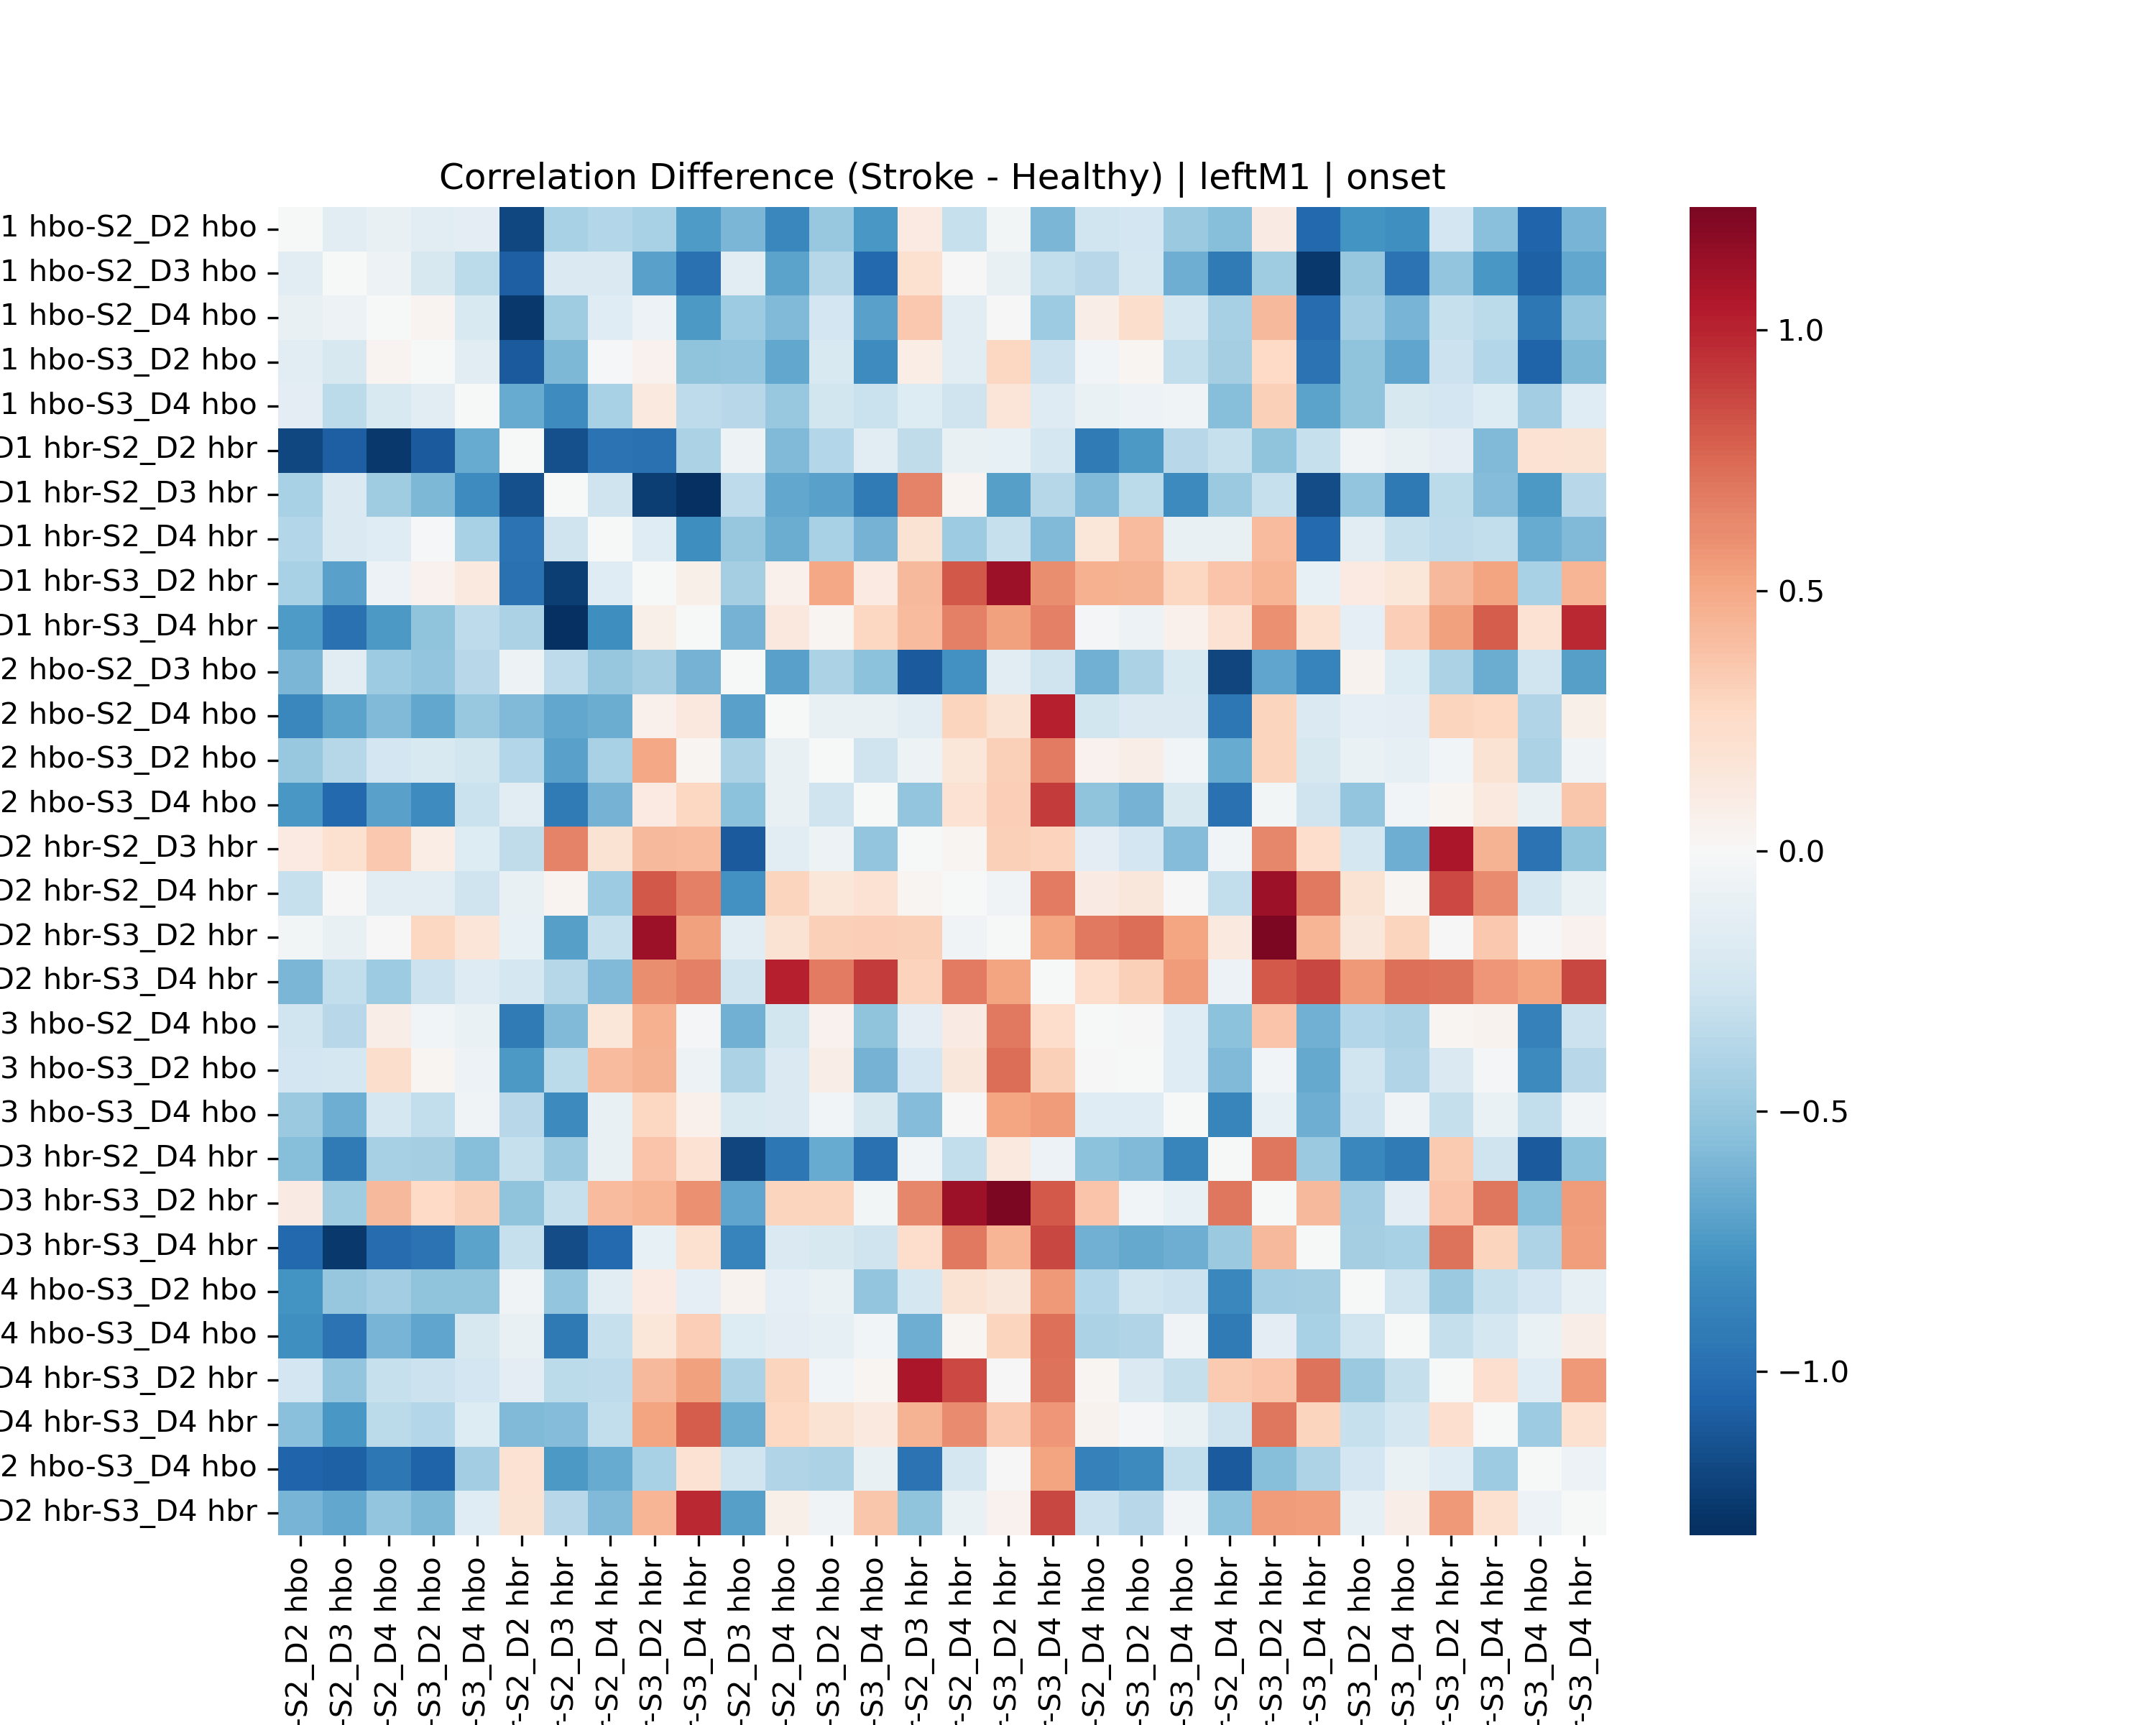 Correlation Difference (Stroke - Healthy) | leftM1 | onset
1 hbo-S2_D2 hbo
1 hbo-S2_D3 hbo
1 hbo-S2_D4 hbo
1 hbo-S3_D2 hbo
1 hbo-S3_D4 hbo
D1 hbr-S2_D2 hbr
D1 hbr-S2_D3 hbr
D1 hbr-S2_D4 hbr
D1 hbr-S3_D2 hbr
D1 hbr-S3_D4 hbr
2 hbo-S2_D3 hbo
2 hbo-S2_D4 hbo
2 hbo-S3_D2 hbo
2 hbo-S3_D4 hbo
D2 hbr-S2_D3 hbr
D2 hbr-S2_D4 hbr
D2 hbr-S3_D2 hbr
D2 hbr-S3_D4 hbr
3 hbo-S2_D4 hbo
3 hbo-S3_D2 hbo
3 hbo-S3_D4 hbo
D3 hbr-S2_D4 hbr
D3 hbr-S3_D2 hbr
D3 hbr-S3_D4 hbr
4 hbo-S3_D2 hbo
4 hbo-S3_D4 hbo
D4 hbr-S3_D2 hbr
D4 hbr-S3_D4 hbr
2 hbo-S3_D4 hbo
D2 hbr-S3_D4 hbr
-S2_D2 hbo
-S2_D3 hbo
-S2_D4 hbo
-S3_D2 hbo
-S3_D4 hbo
r-S2_D2 hbr
r-S2_D3 hbr
r-S2_D4 hbr
r-S3_D2 hbr
r-S3_D4 hbr
-S2_D3 hbo
-S2_D4 hbo
-S3_D2 hbo
-S3_D4 hbo
r-S2_D3 hbr
r-S2_D4 hbr
r-S3_D2 hbr
r-S3_D4 hbr
-S2_D4 hbo
-S3_D2 hbo
-S3_D4 hbo
r-S2_D4 hbr
r-S3_D2 hbr
r-S3_D4 hbr
-S3_D2 hbo
-S3_D4 hbo
r-S3_D2 hbr
r-S3_D4 hbr
-S3_D4 hbo
r-S3_D4 hbr
1.0
0.5
0.0
−0.5
−1.0